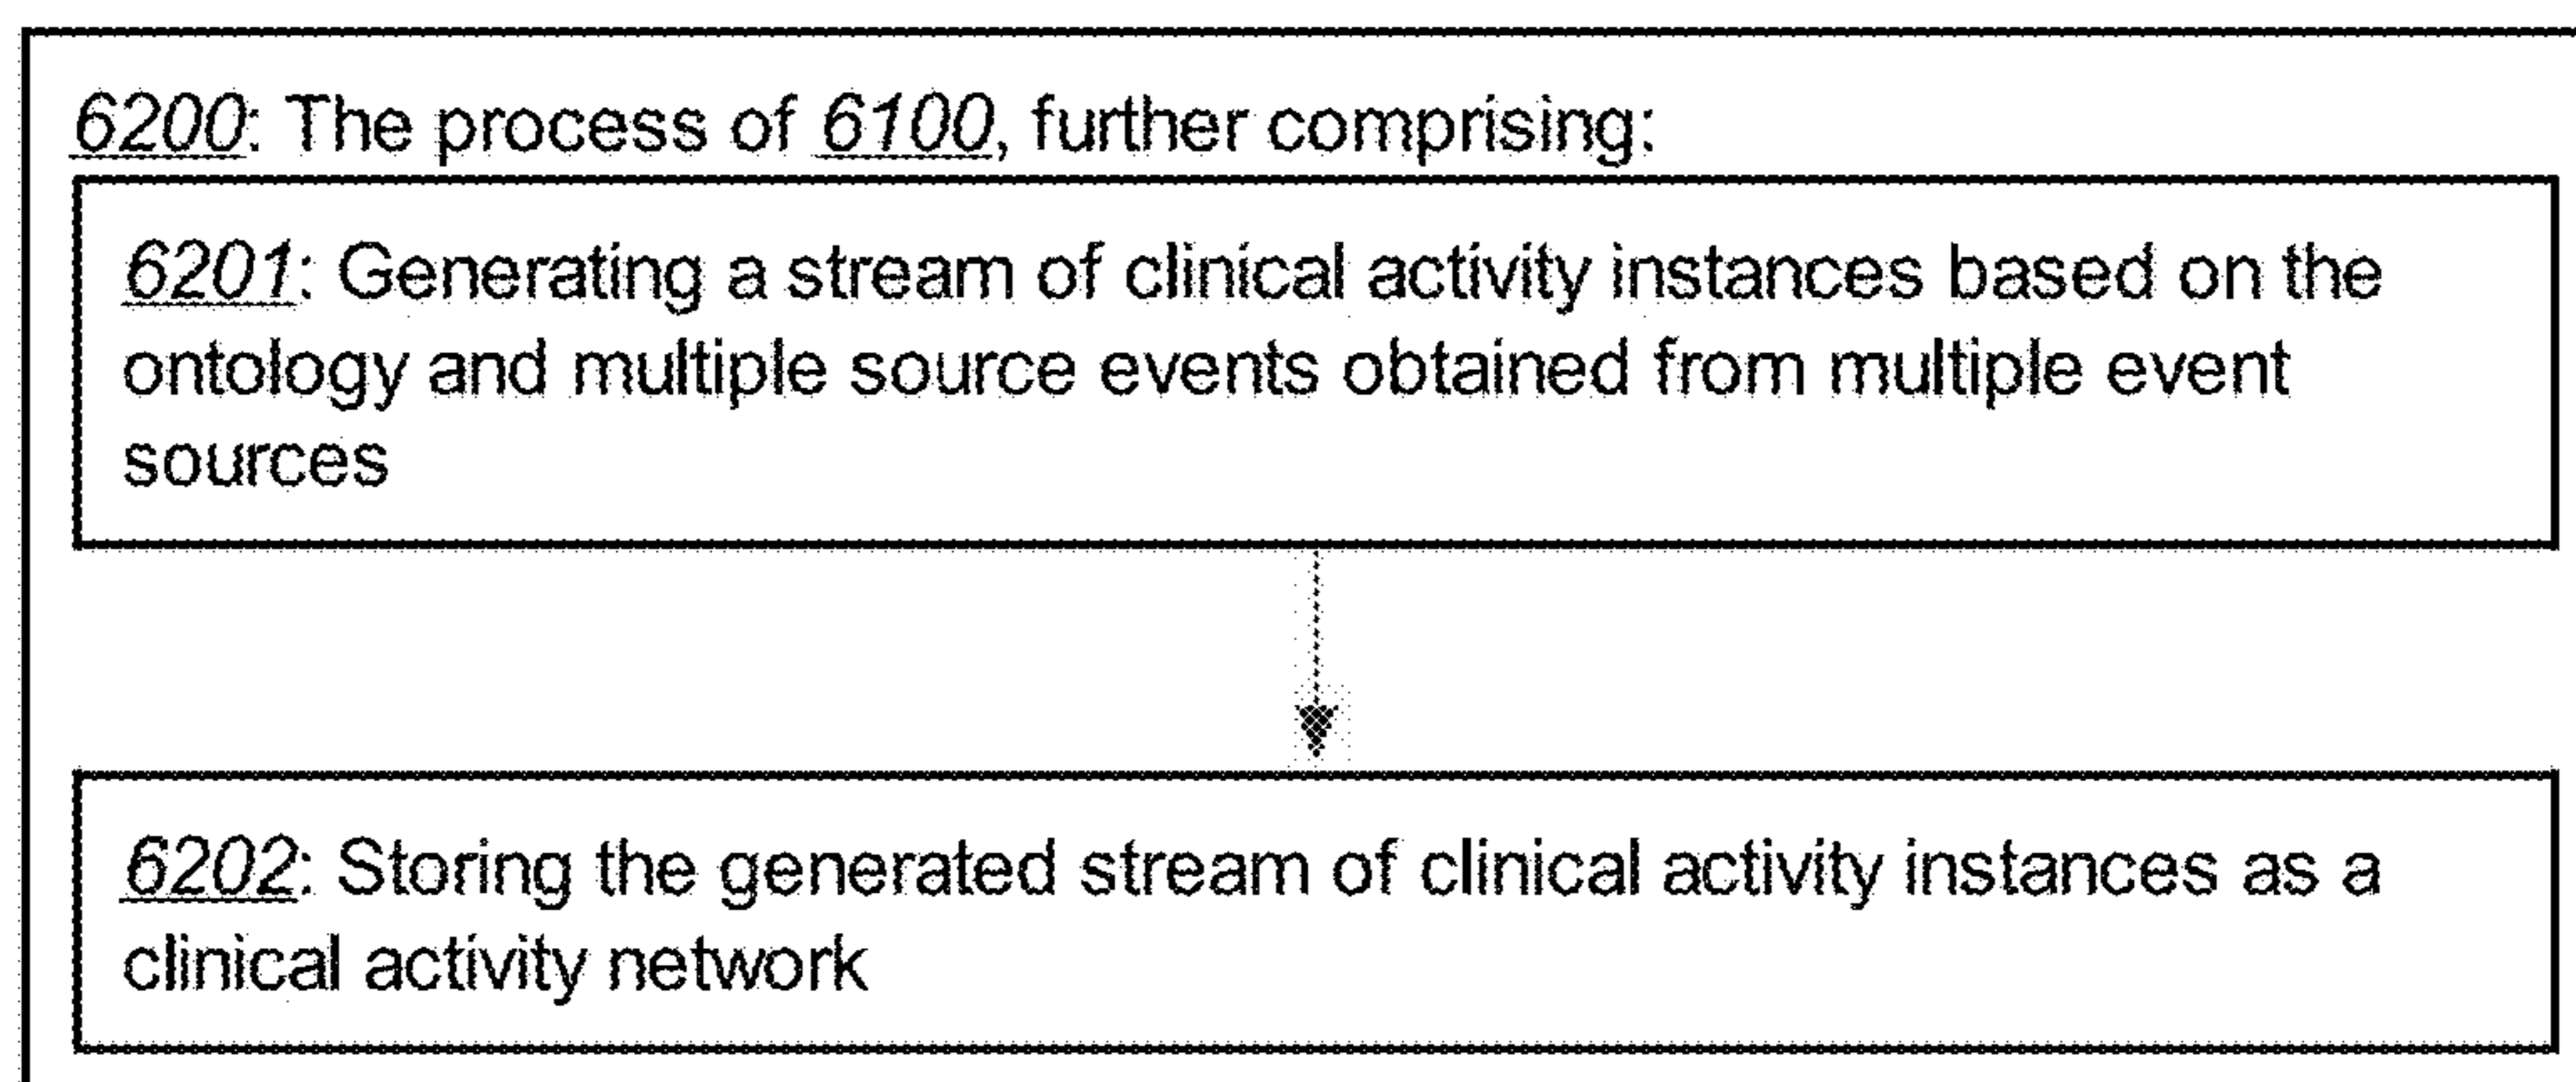 6200: The process of 6100, further comprising:
6201: Generating a stream of clinical activity instances based on the
ontology and multiple source events obtained from multiple event
sources
6202: Storing the generated stream of clinical activity instances as a
clinical activity network